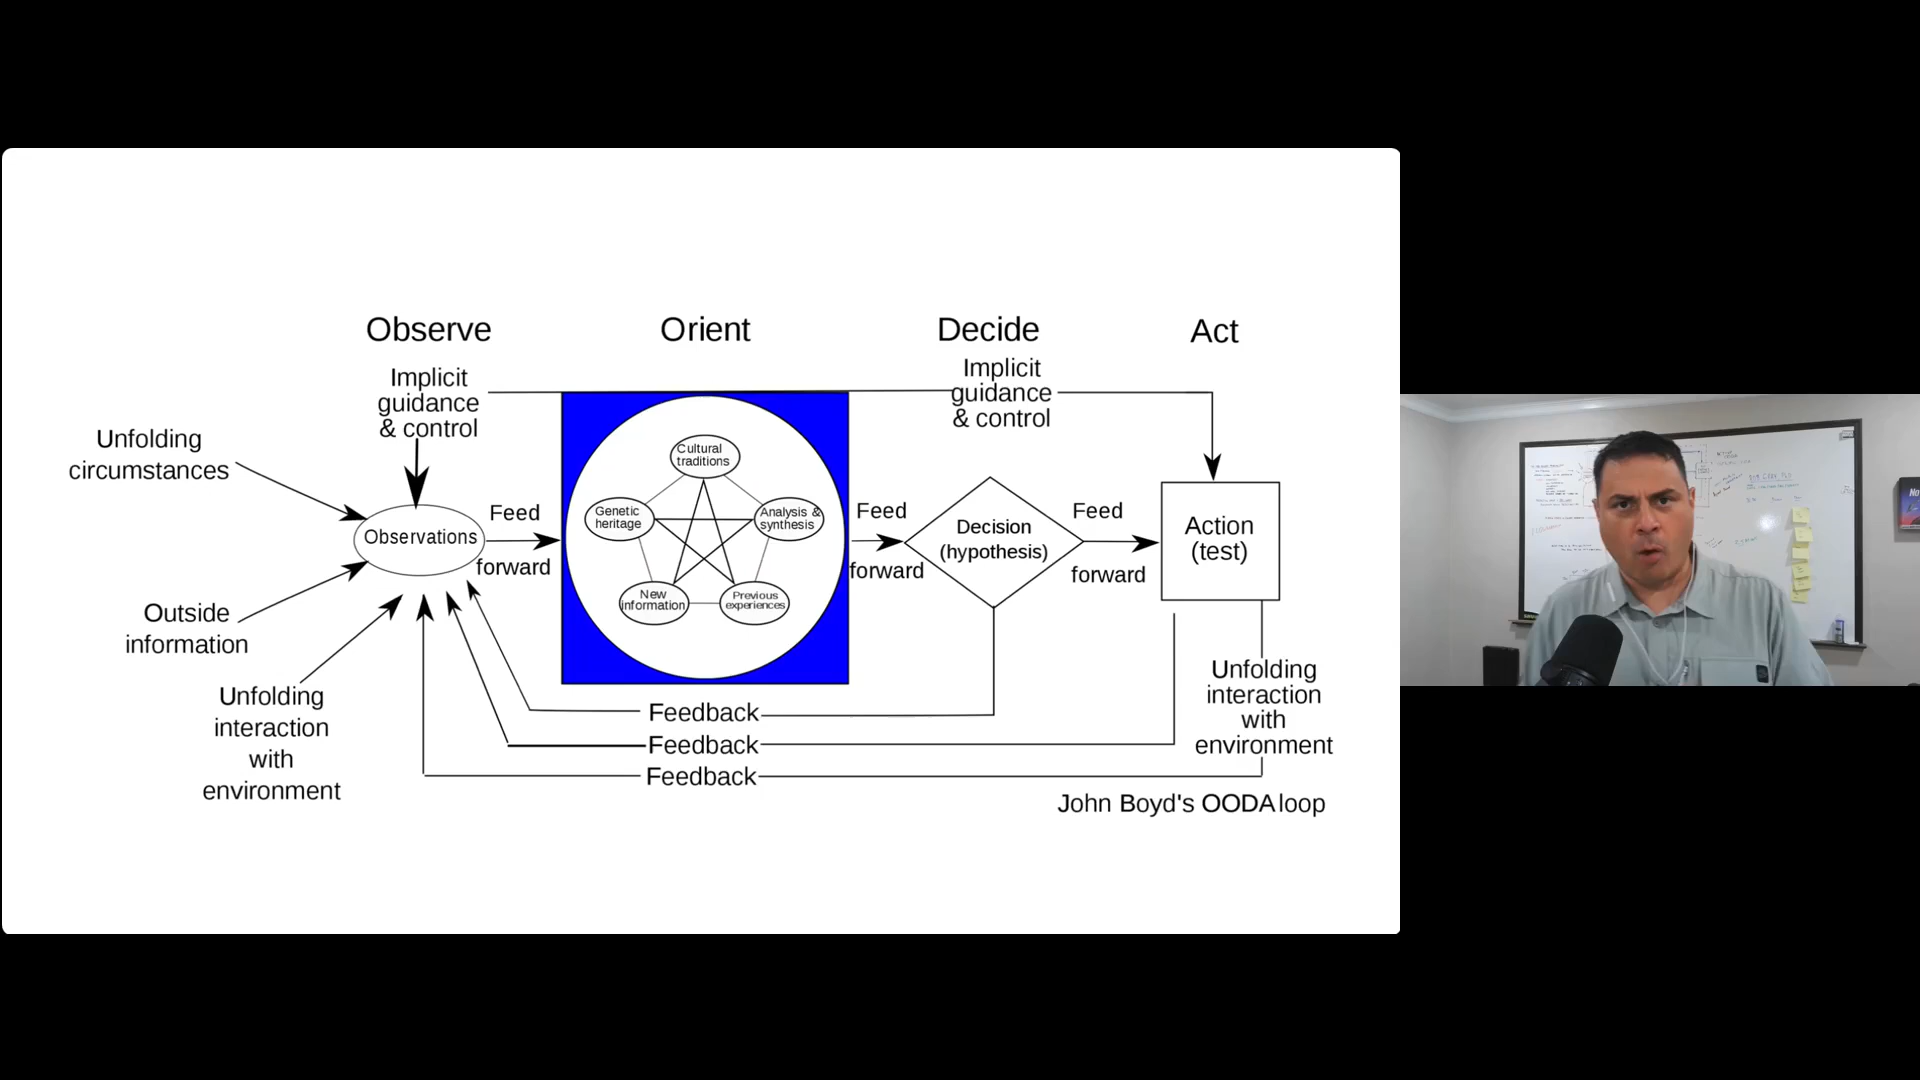 Observe
Orient
Decide
Act
Implicit
guidance
& control
Implicit
guidance
& control
Unfolding
circumstances
Observations
Outside
information
Unfolding
interaction
with
environment
Feed
forward
Cultural
traditions
Genetic
heritage
Analysis &
synthesis
New
information
Previous
experiences
Feed
forward
Decision
(hypothesis)
Feed
forward
Action
(test)
Unfolding
interaction
with
environment
Feedback
Feedback
Feedback
John Boyd's OODA loop